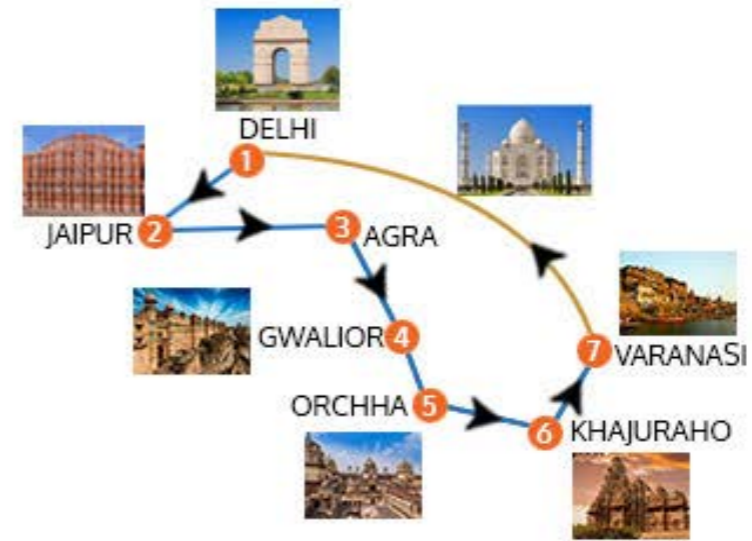 DELHI
1
JAIPUR 2
3 AGRA
GWALIOR 4
7 VARANASi
ORCHHA 5
6 KHAJURAHO